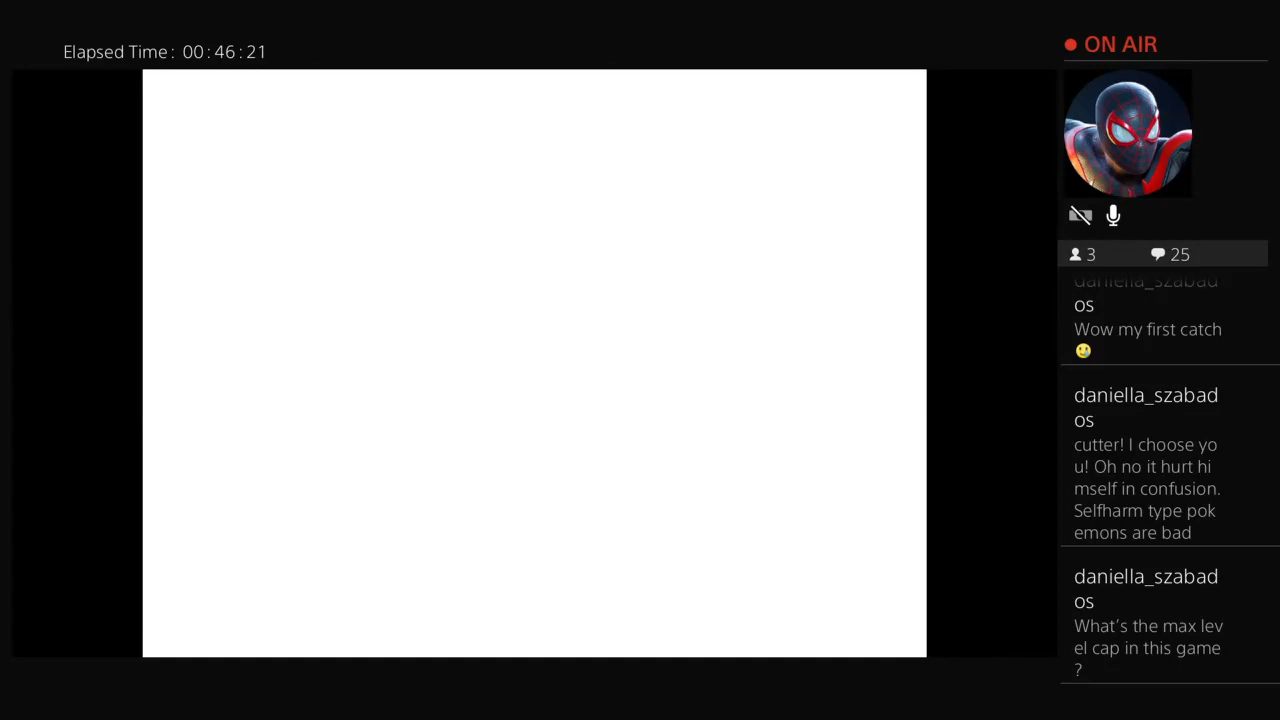 Elapsed Time: 00:46:21
ON AIR
3
25
daniella_szabad
os
Wow my first catch
🥲
daniella_szabad
os
cutter! I choose yo
u! Oh no it hurt hi
mself in confusion.
Selfharm type pok
emons are bad
daniella_szabad
os
What’s the max lev
el cap in this game
?